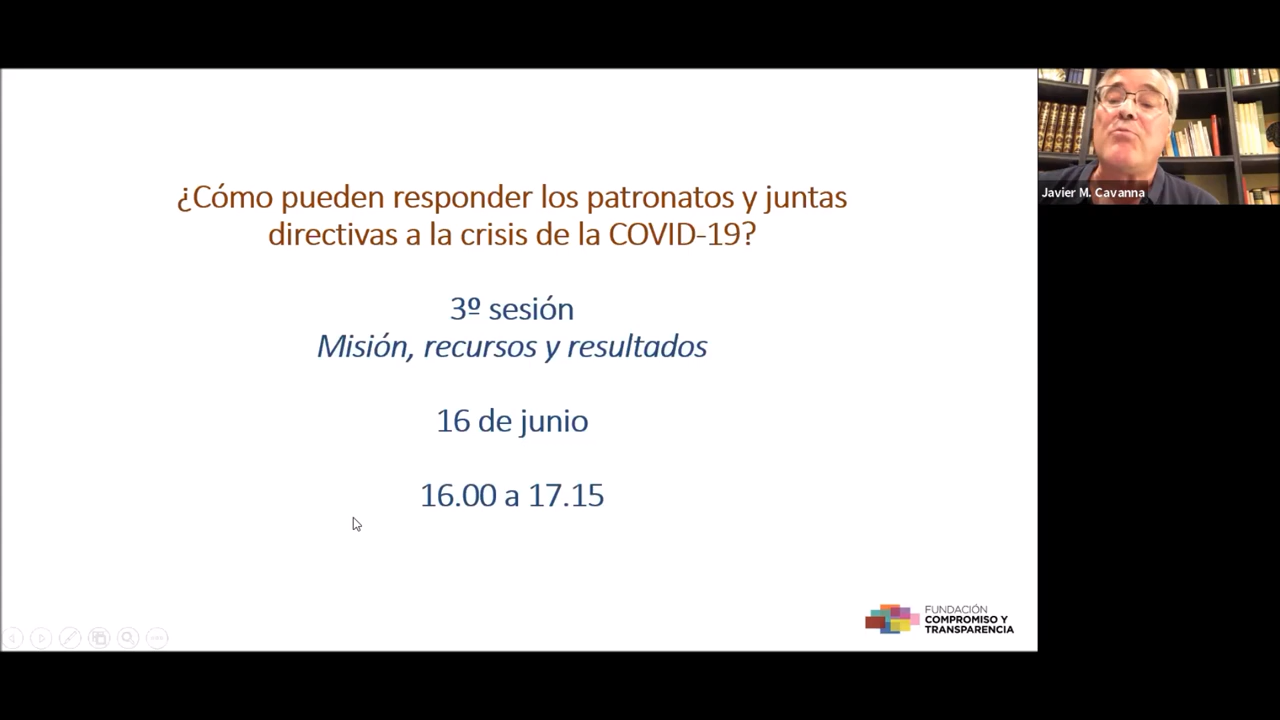 ¿Cómo pueden responder los patronatos y juntas
directivas a la crisis de la COVID-19?
3º sesión
Misión, recursos y resultados
16 de junio
16.00 a 17.15
FUNDACIÓN
COMPROMISO Y
TRANSPARENCIA
Javier M. Cavanna